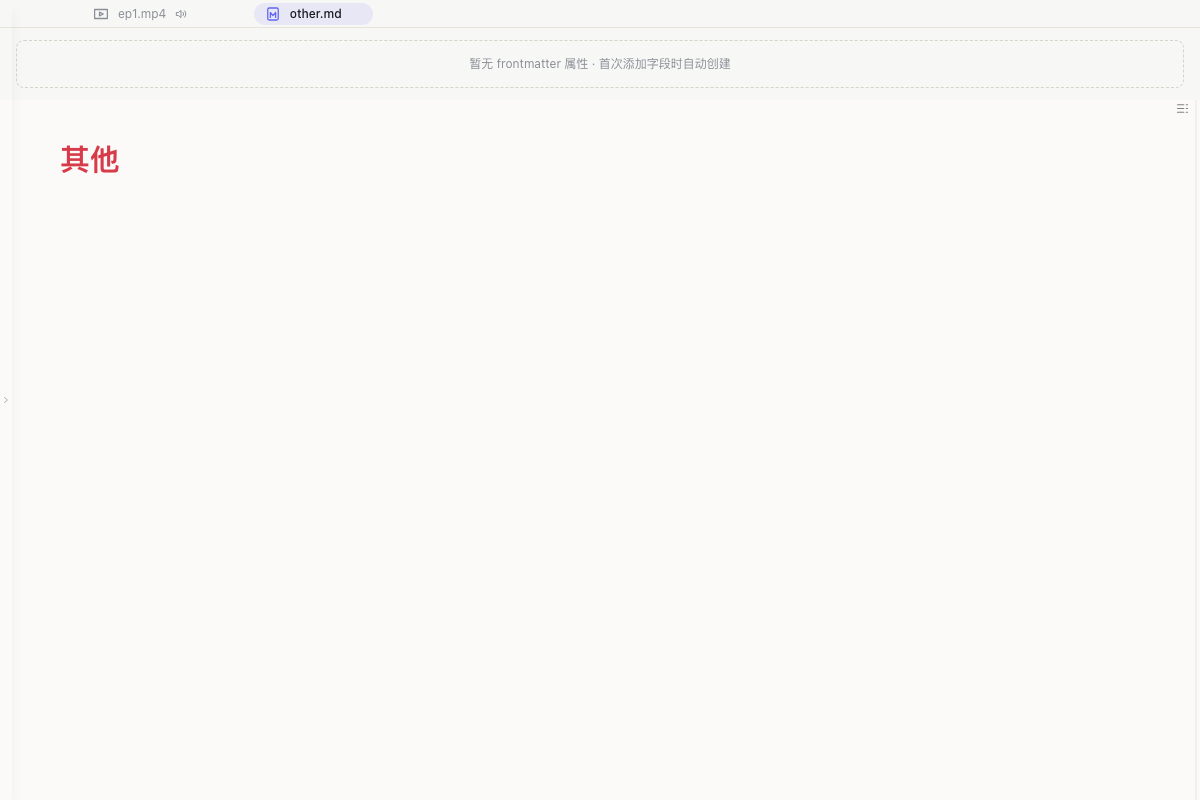 ep1.mp4
other.md
暂无 frontmatter 属性 · 首次添加字段时自动创建
其他